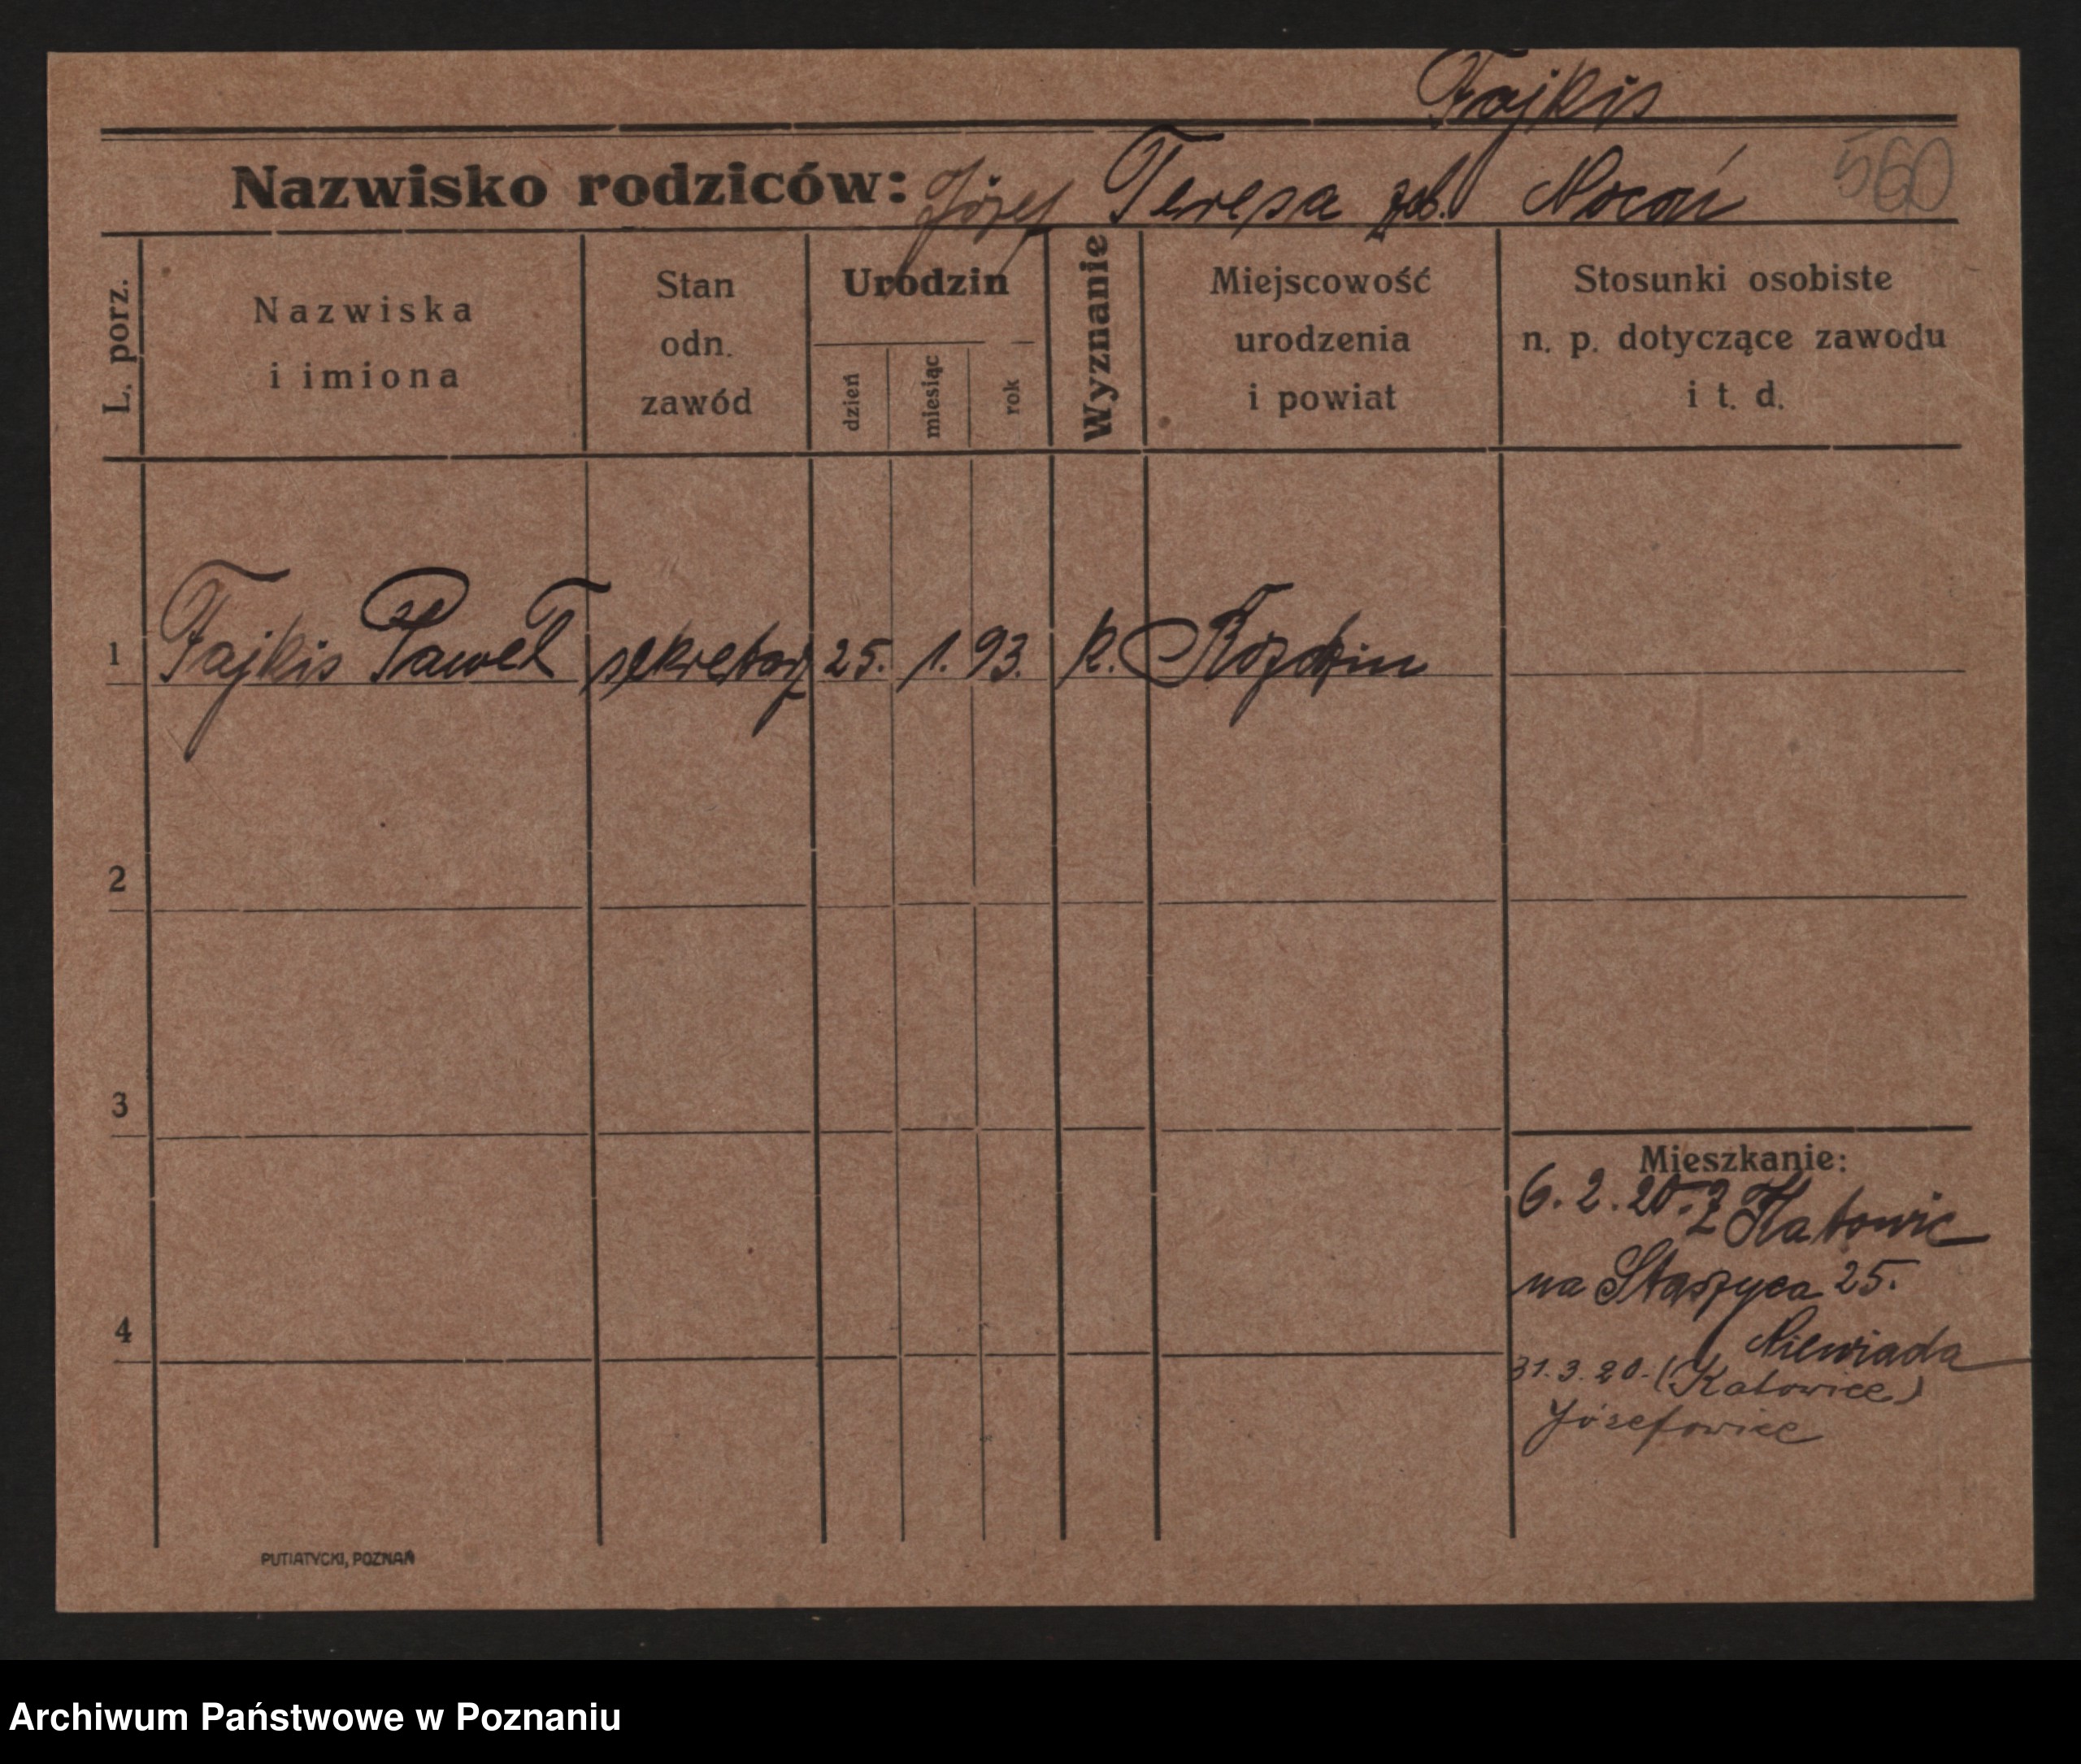 Fajkis
560
Nazwisko rodziców: Józef Teresa zd. Nocoń
L. porz.
Nazwiska
i imiona
Stan
odn.
zawód
Urodzin
dzień
miesiąc
rok
Wyznanie
Miejscowość
urodzenia
i powiat
Stosunki osobiste
n. p. dotyczące zawodu
i t. d.
1 Fajkis Paweł sekretarz 25. 1. 93. k. Rozdzin
2
3
4
Mieszkanie:
6. 2. 20. z Katowic
na Staszyca 25.
Niewiada
31. 3. 20. (Katowice)
Józefowice
PUTIATYCKI, POZNAŃ
Archiwum Państwowe w Poznaniu